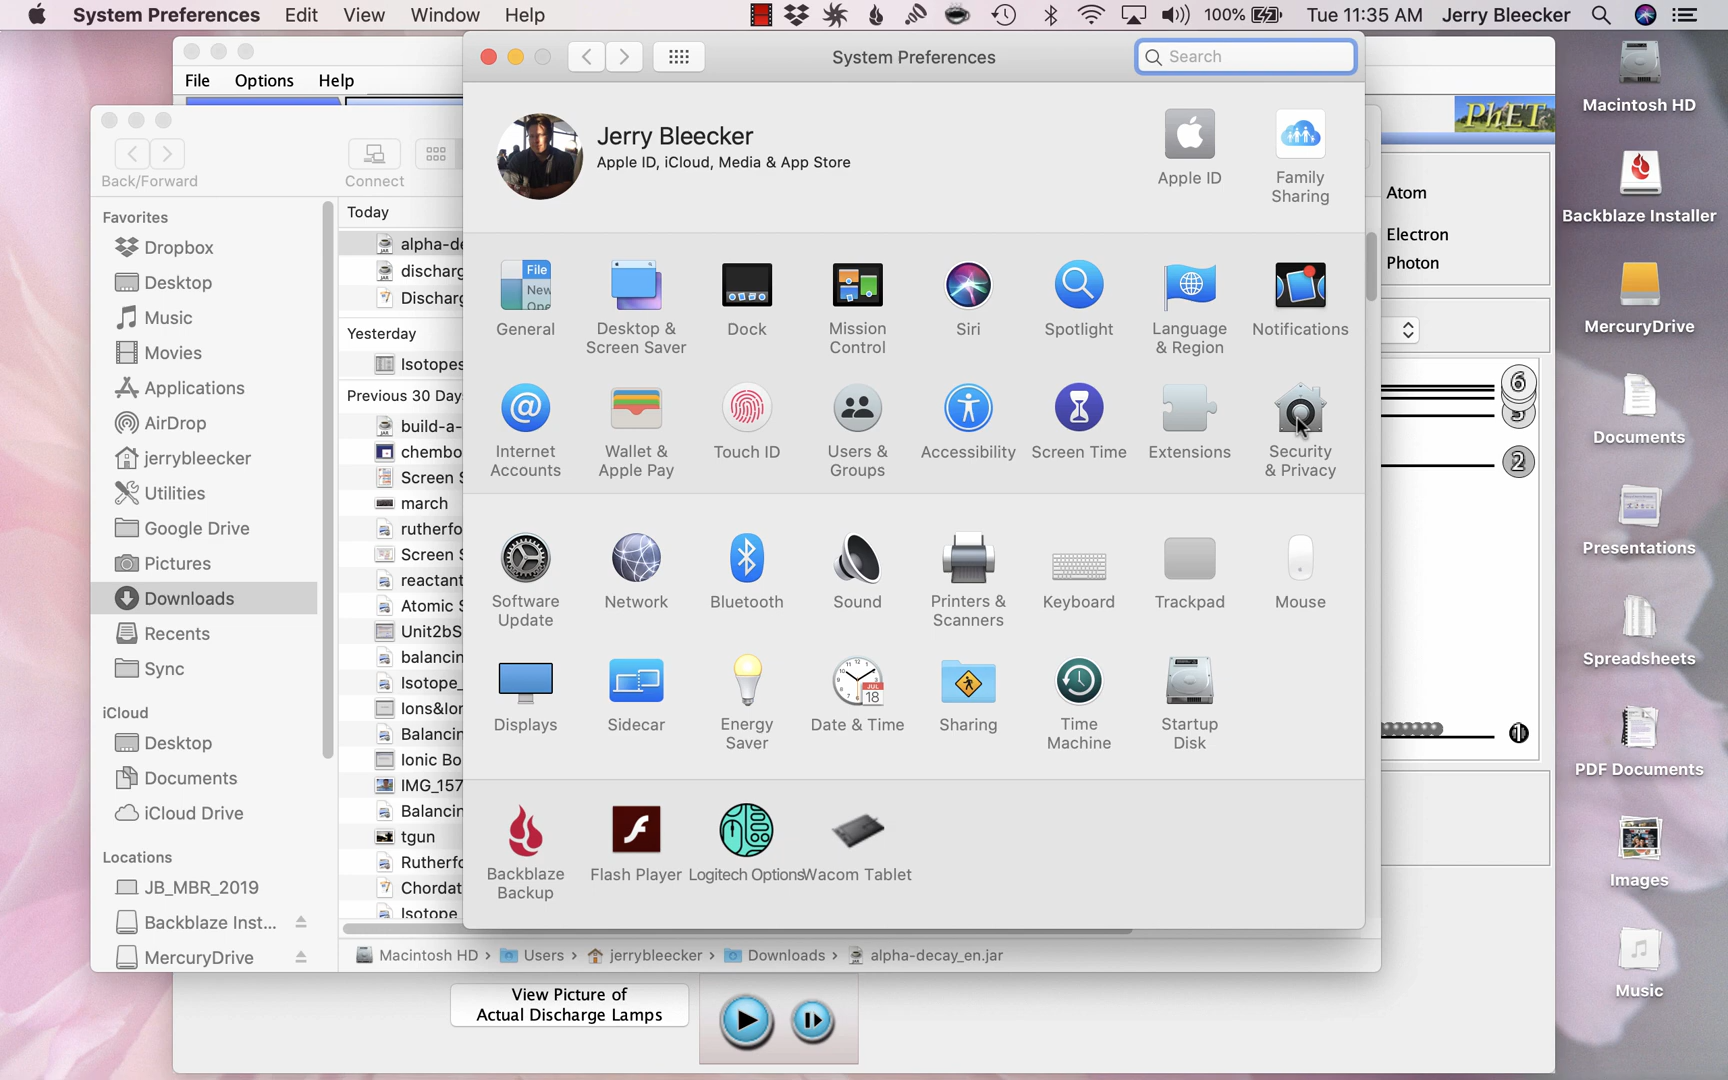 System Preferences Edit View Window Help
100% Tue 11:35 AM Jerry Bleecker
File Options Help
System Preferences
Search
PhET
Macintosh HD
Backblaze Installer
MercuryDrive
Documents
Presentations
Spreadsheets
PDF Documents
Images
Music
Back/Forward
Connect
Favorites
Dropbox
Desktop
Music
Movies
Applications
AirDrop
jerrybleecker
Utilities
Google Drive
Pictures
Downloads
Recents
Sync
iCloud
Desktop
Documents
iCloud Drive
Locations
JB_MBR_2019
Backblaze Inst...
MercuryDrive
Today
alpha-de
discharg
Discharg
Yesterday
Isotopes
Previous 30 Day
build-a-
chembo
Screen S
march
rutherfo
Screen S
reactant
Atomic S
Unit2bS
balancin
Isotope_
Ions&Ior
Balancin
Ionic Bo
IMG_157
Balancin
tgun
Rutherfo
Chordat
Isotope
Jerry Bleecker
Apple ID, iCloud, Media & App Store
Apple ID
Family
Sharing
File
New
Ope
General
Desktop &
Screen Saver
Dock
Mission
Control
Siri
Spotlight
Language
& Region
Notifications
Internet
Accounts
Wallet &
Apple Pay
Touch ID
Users &
Groups
Accessibility
Screen Time
Extensions
Security
& Privacy
Software
Update
Network
Bluetooth
Sound
Printers &
Scanners
Keyboard
Trackpad
Mouse
Displays
Sidecar
Energy
Saver
JUL
18
Date & Time
Sharing
Time
Machine
Startup
Disk
Backblaze
Backup
Flash Player
Logitech Options
Wacom Tablet
Atom
Electron
Photon
6
5
2
1
Macintosh HD › Users › jerrybleecker › Downloads › alpha-decay_en.jar
View Picture of
Actual Discharge Lamps